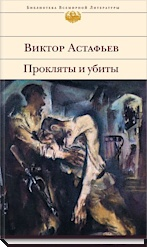 Библиотека Всемирной Литературы
Виктор Астафьев
Прокляты и убиты